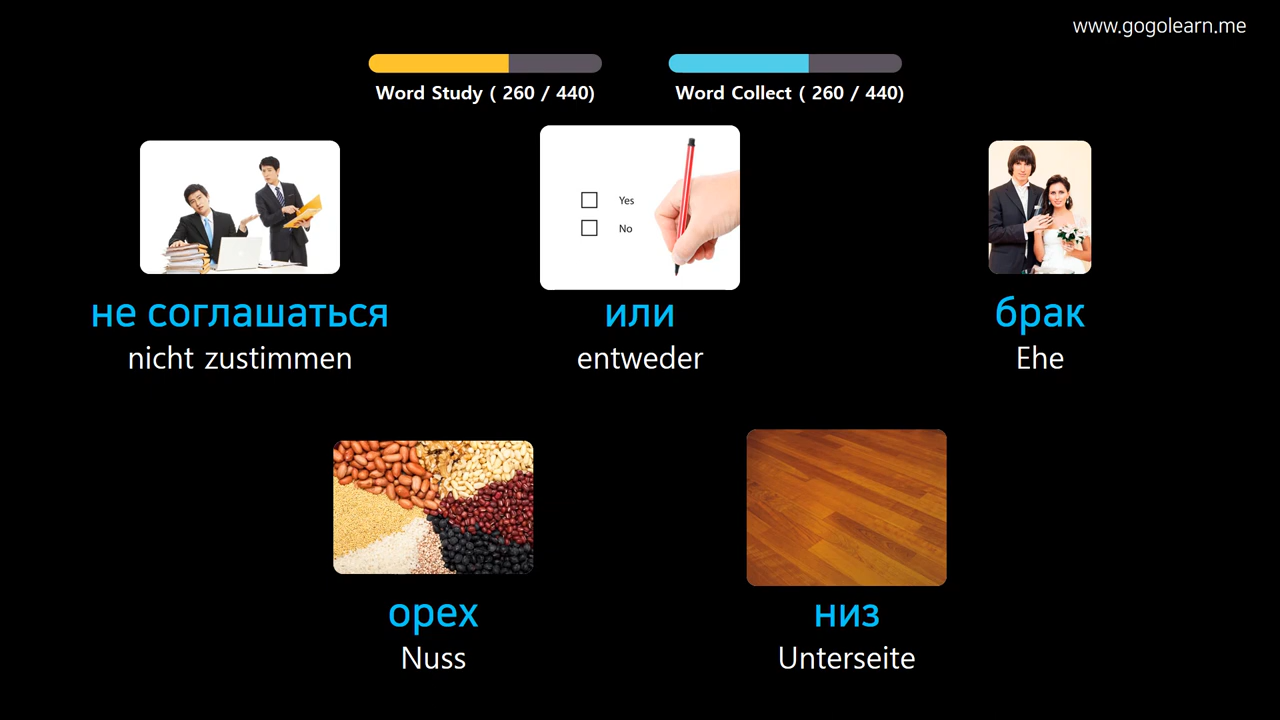 www.gogolearn.me
Word Study ( 260 / 440)
Word Collect ( 260 / 440)
Yes
No
не соглашаться
nicht zustimmen
или
entweder
брак
Ehe
орех
Nuss
низ
Unterseite